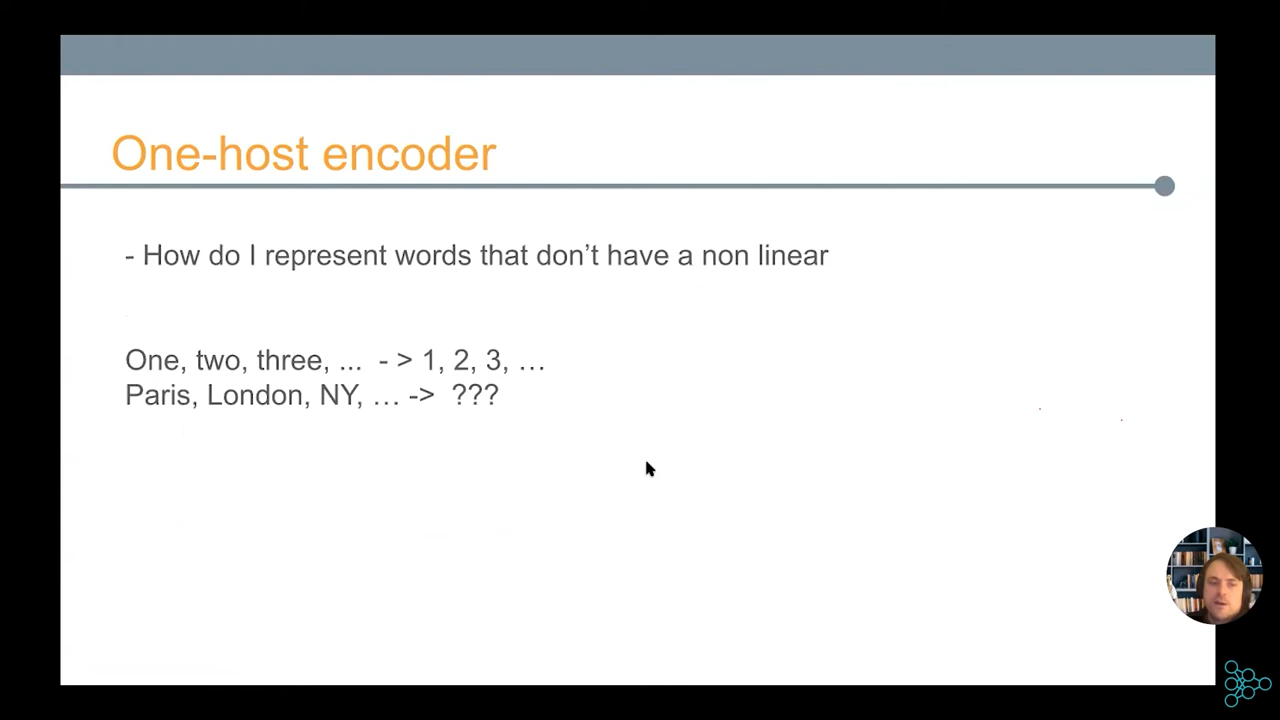 One-host encoder
- How do I represent words that don't have a non linear
One, two, three, ... - > 1, 2, 3, …
Paris, London, NY, … -> ???